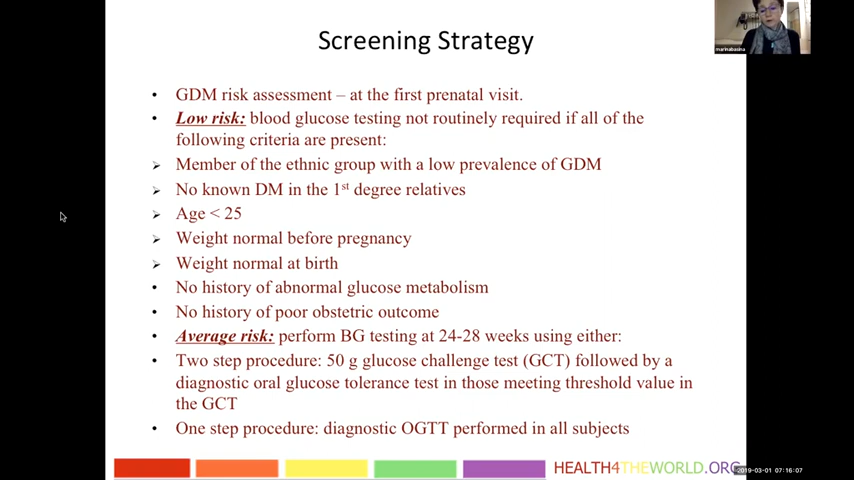 marinabasina
Screening Strategy
• GDM risk assessment – at the first prenatal visit.
• Low risk: blood glucose testing not routinely required if all of the
following criteria are present:
➢ Member of the ethnic group with a low prevalence of GDM
➢ No known DM in the 1st degree relatives
➢ Age < 25
➢ Weight normal before pregnancy
➢ Weight normal at birth
• No history of abnormal glucose metabolism
• No history of poor obstetric outcome
• Average risk: perform BG testing at 24-28 weeks using either:
• Two step procedure: 50 g glucose challenge test (GCT) followed by a
diagnostic oral glucose tolerance test in those meeting threshold value in
the GCT
• One step procedure: diagnostic OGTT performed in all subjects
HEALTH4THEWORLD.ORG
2019-03-01 07:16:07